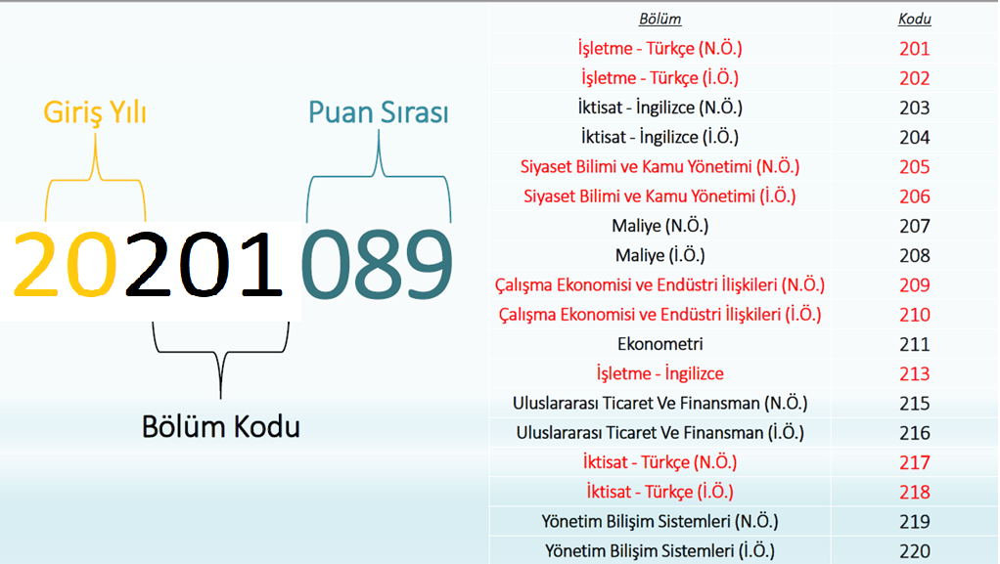 Giriş Yılı
Puan Sırası
20201089
Bölüm Kodu
Bölüm Kodu
İşletme - Türkçe (N.Ö.) 201
İşletme - Türkçe (İ.Ö.) 202
İktisat - İngilizce (N.Ö.) 203
İktisat - İngilizce (İ.Ö.) 204
Siyaset Bilimi ve Kamu Yönetimi (N.Ö.) 205
Siyaset Bilimi ve Kamu Yönetimi (İ.Ö.) 206
Maliye (N.Ö.) 207
Maliye (İ.Ö.) 208
Çalışma Ekonomisi ve Endüstri İlişkileri (N.Ö.) 209
Çalışma Ekonomisi ve Endüstri İlişkileri (İ.Ö.) 210
Ekonometri 211
İşletme - İngilizce 213
Uluslararası Ticaret Ve Finansman (N.Ö.) 215
Uluslararası Ticaret Ve Finansman (İ.Ö.) 216
İktisat - Türkçe (N.Ö.) 217
İktisat - Türkçe (İ.Ö.) 218
Yönetim Bilişim Sistemleri (N.Ö.) 219
Yönetim Bilişim Sistemleri (İ.Ö.) 220